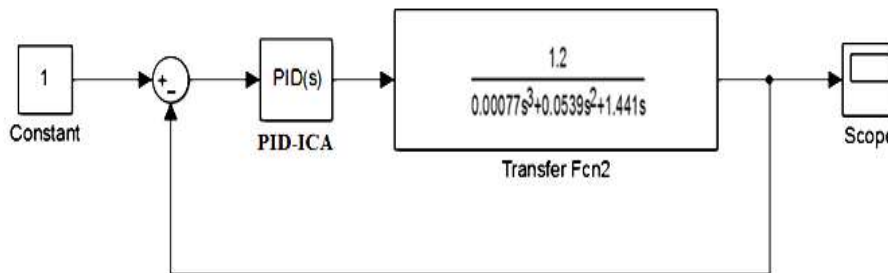 1
Constant
+
-
PID(s)
PID-ICA
1.2
0.00077s³+0.0539s²+1.441s
Transfer Fcn2
Scope